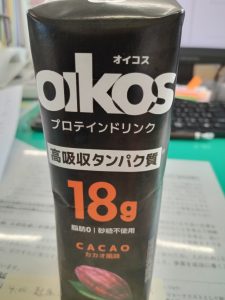 オイコス
oikos
プロテインドリンク
高吸収タンパク質
18g
脂肪0 | 砂糖不使用
CACAO
カカオ風味